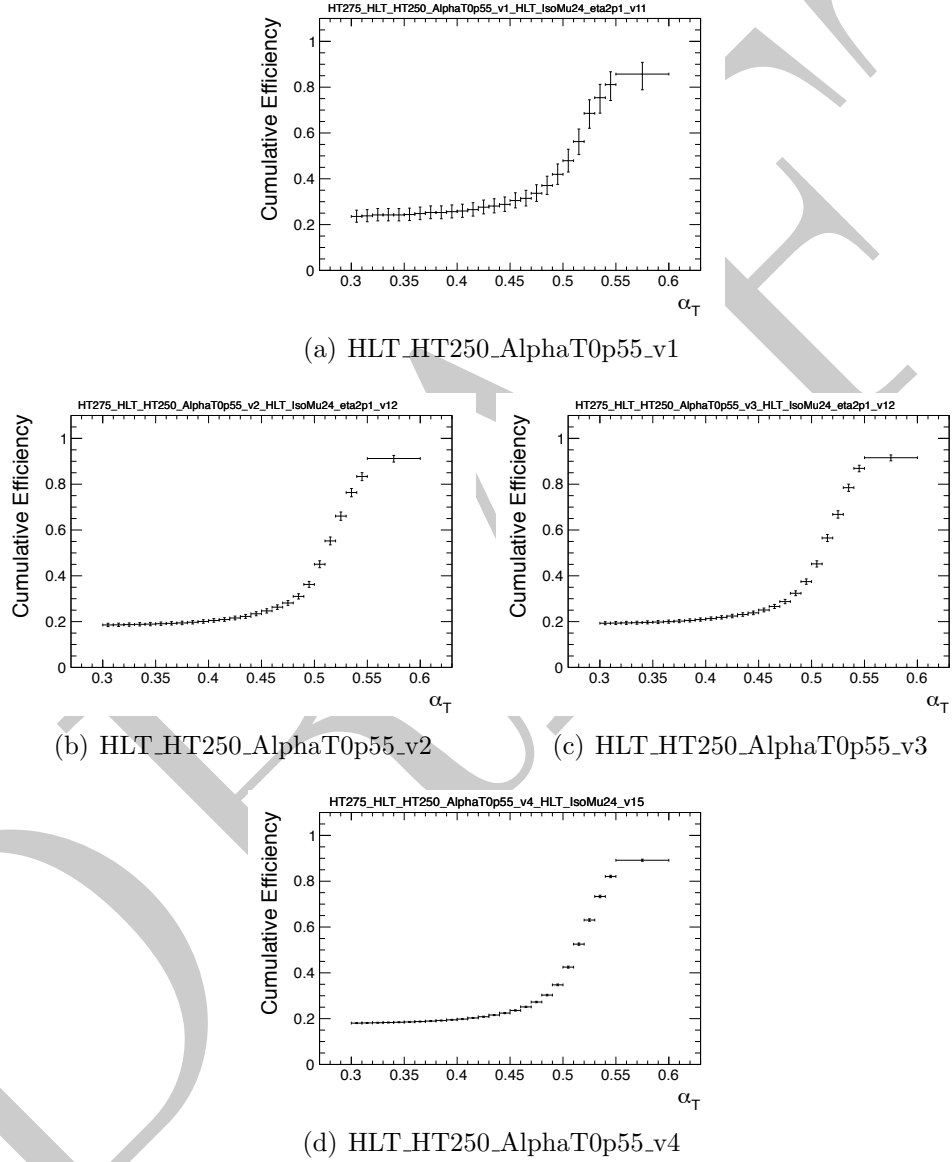 HT275_HLT_HT250_AlphaT0p55_v1_HLT_IsoMu24_eta2p1_v11
Cumulative Efficiency
1
0.8
0.6
0.4
0.2
0
0.3 0.35 0.4 0.45 0.5 0.55 0.6
α_T
(a) HLT_HT250_AlphaT0p55_v1
HT275_HLT_HT250_AlphaT0p55_v2_HLT_IsoMu24_eta2p1_v12
Cumulative Efficiency
1
0.8
0.6
0.4
0.2
0
0.3 0.35 0.4 0.45 0.5 0.55 0.6
α_T
(b) HLT_HT250_AlphaT0p55_v2
HT275_HLT_HT250_AlphaT0p55_v3_HLT_IsoMu24_eta2p1_v12
Cumulative Efficiency
1
0.8
0.6
0.4
0.2
0
0.3 0.35 0.4 0.45 0.5 0.55 0.6
α_T
(c) HLT_HT250_AlphaT0p55_v3
HT275_HLT_HT250_AlphaT0p55_v4_HLT_IsoMu24_v15
Cumulative Efficiency
1
0.8
0.6
0.4
0.2
0
0.3 0.35 0.4 0.45 0.5 0.55 0.6
α_T
(d) HLT_HT250_AlphaT0p55_v4